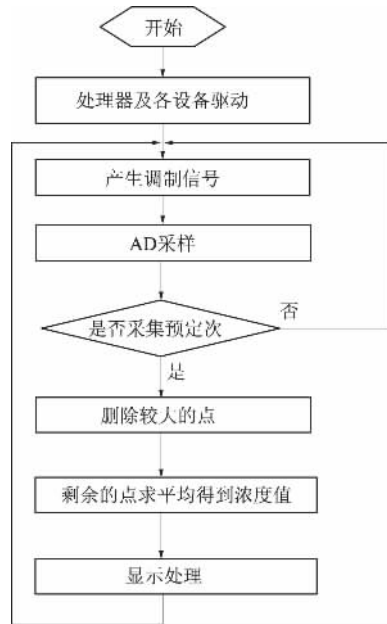 开始
处理器及各设备驱动
产生调制信号
AD采样
是否采集预定次
否
是
删除较大的点
剩余的点求平均得到浓度值
显示处理